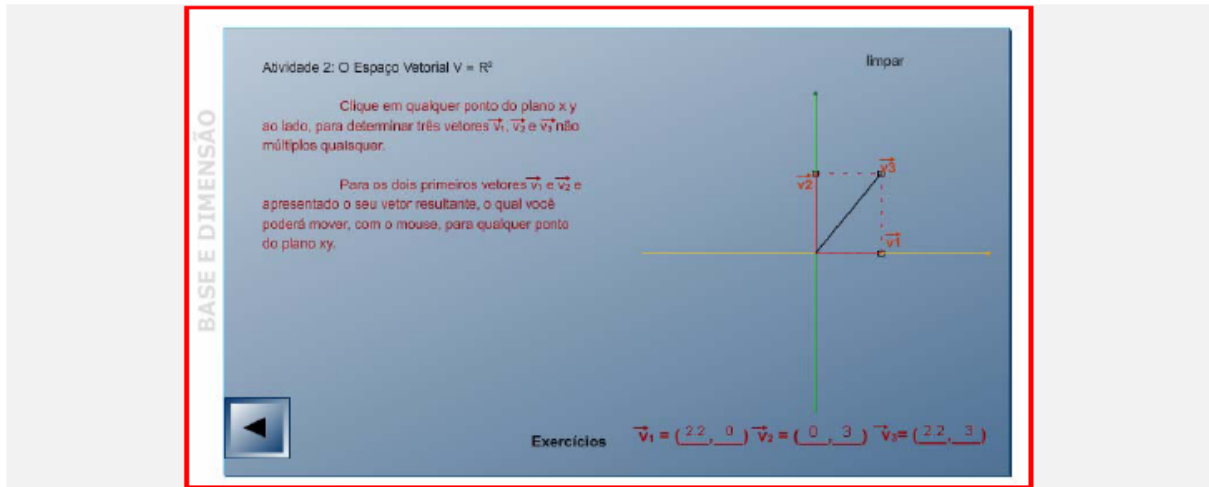 BASE E DIMENSÃO
Atividade 2: O Espaço Vetorial V = R²
limpar
Clique em qualquer ponto do plano x y
ao lado, para determinar três vetores v₁, v₂ e v₃ não
múltiplos quaisquer.
Para os dois primeiros vetores v₁ e v₂ e
apresentado o seu vetor resultante, o qual você
poderá mover, com o mouse, para qualquer ponto
do plano xy.
v2
v3
v1
Exercícios v₁ = (2.2, 0) v₂ = (0, 3) v₃= (2.2, 3)